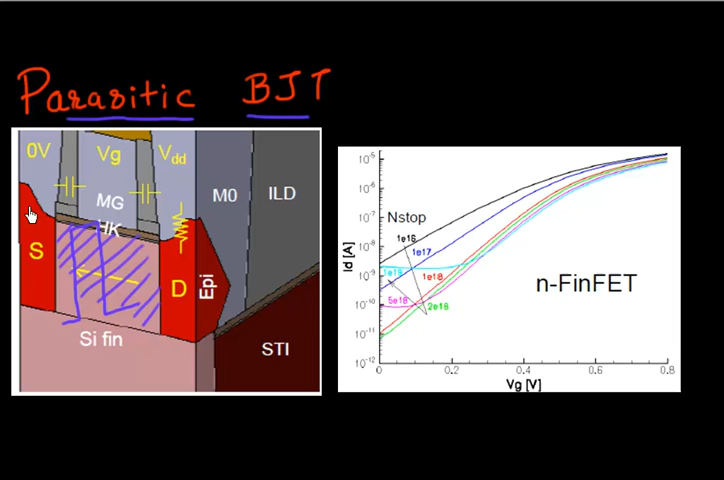 Parasitic BJT
0V Vg Vdd
MG
HK
M0
ILD
S
D
Epi
Si fin
STI
Id [A]
10-5
10-6
10-7
10-8
10-9
10-10
10-11
10-12
Nstop
1e16
1e17
1e19
1e18
5e18
2e18
n-FinFET
0 0.2 0.4 0.6 0.8
Vg [V]